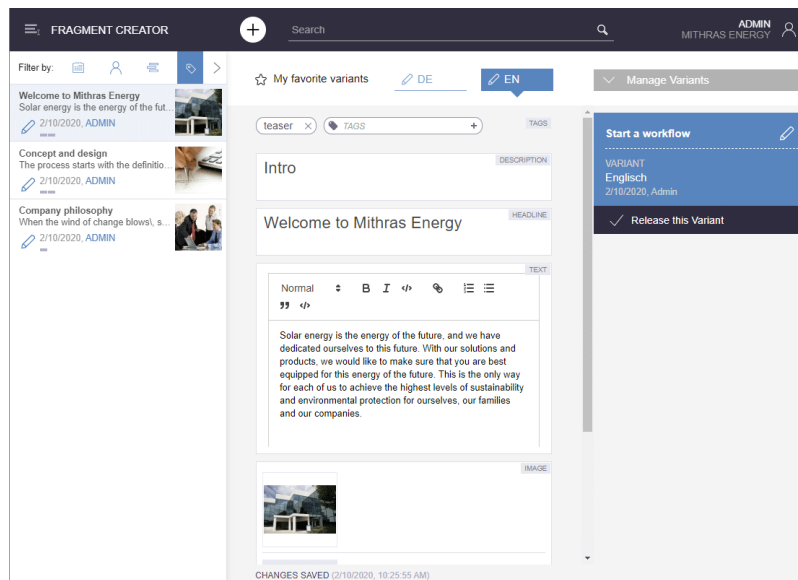 FRAGMENT CREATOR
Search
ADMIN
MITHRAS ENERGY
Filter by:
Welcome to Mithras Energy
Solar energy is the energy of the fut...
2/10/2020, ADMIN
Concept and design
The process starts with the definitio...
2/10/2020, ADMIN
Company philosophy
When the wind of change blows\, s...
2/10/2020, ADMIN
My favorite variants
DE
EN
teaser
TAGS
TAGS
DESCRIPTION
Intro
HEADLINE
Welcome to Mithras Energy
TEXT
Normal
B I
Solar energy is the energy of the future, and we have
dedicated ourselves to this future. With our solutions and
products, we would like to make sure that you are best
equipped for this energy of the future. This is the only way
for each of us to achieve the highest levels of sustainability
and environmental protection for ourselves, our families
and our companies.
IMAGE
CHANGES SAVED (2/10/2020, 10:25:55 AM)
Manage Variants
Start a workflow
VARIANT
Englisch
2/10/2020, Admin
Release this Variant